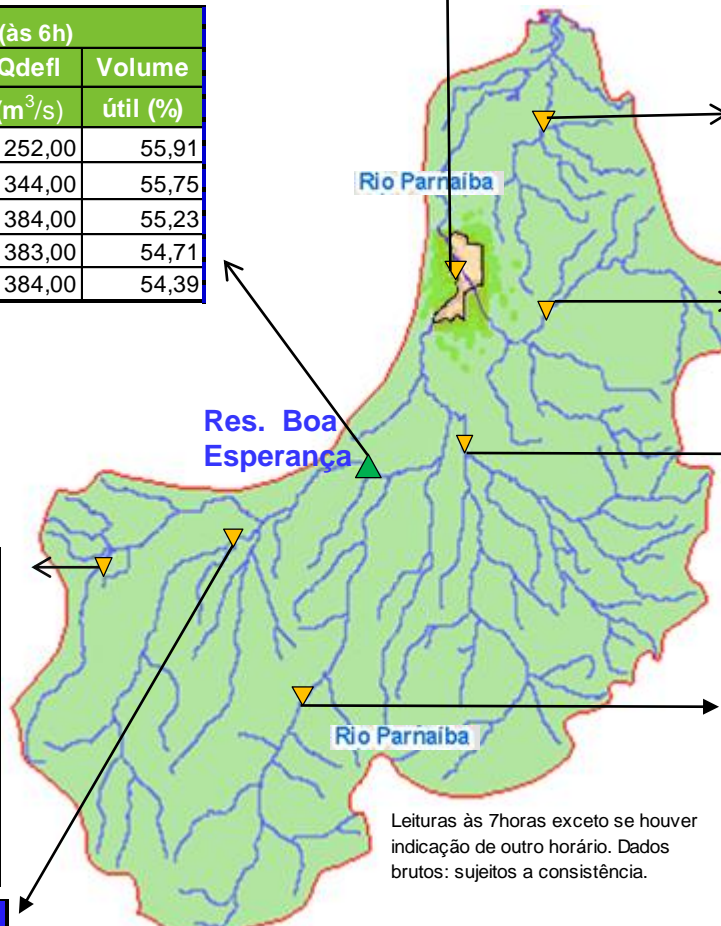 (às 6h)
Qdefl Volume
(m³/s) útil (%)
252,00 55,91
344,00 55,75
384,00 55,23
383,00 54,71
384,00 54,39
Rio Parnaíba
Res. Boa
Esperança
Rio Parnaíba
Leituras às 7horas exceto se houver
indicação de outro horário. Dados
brutos: sujeitos a consistência.